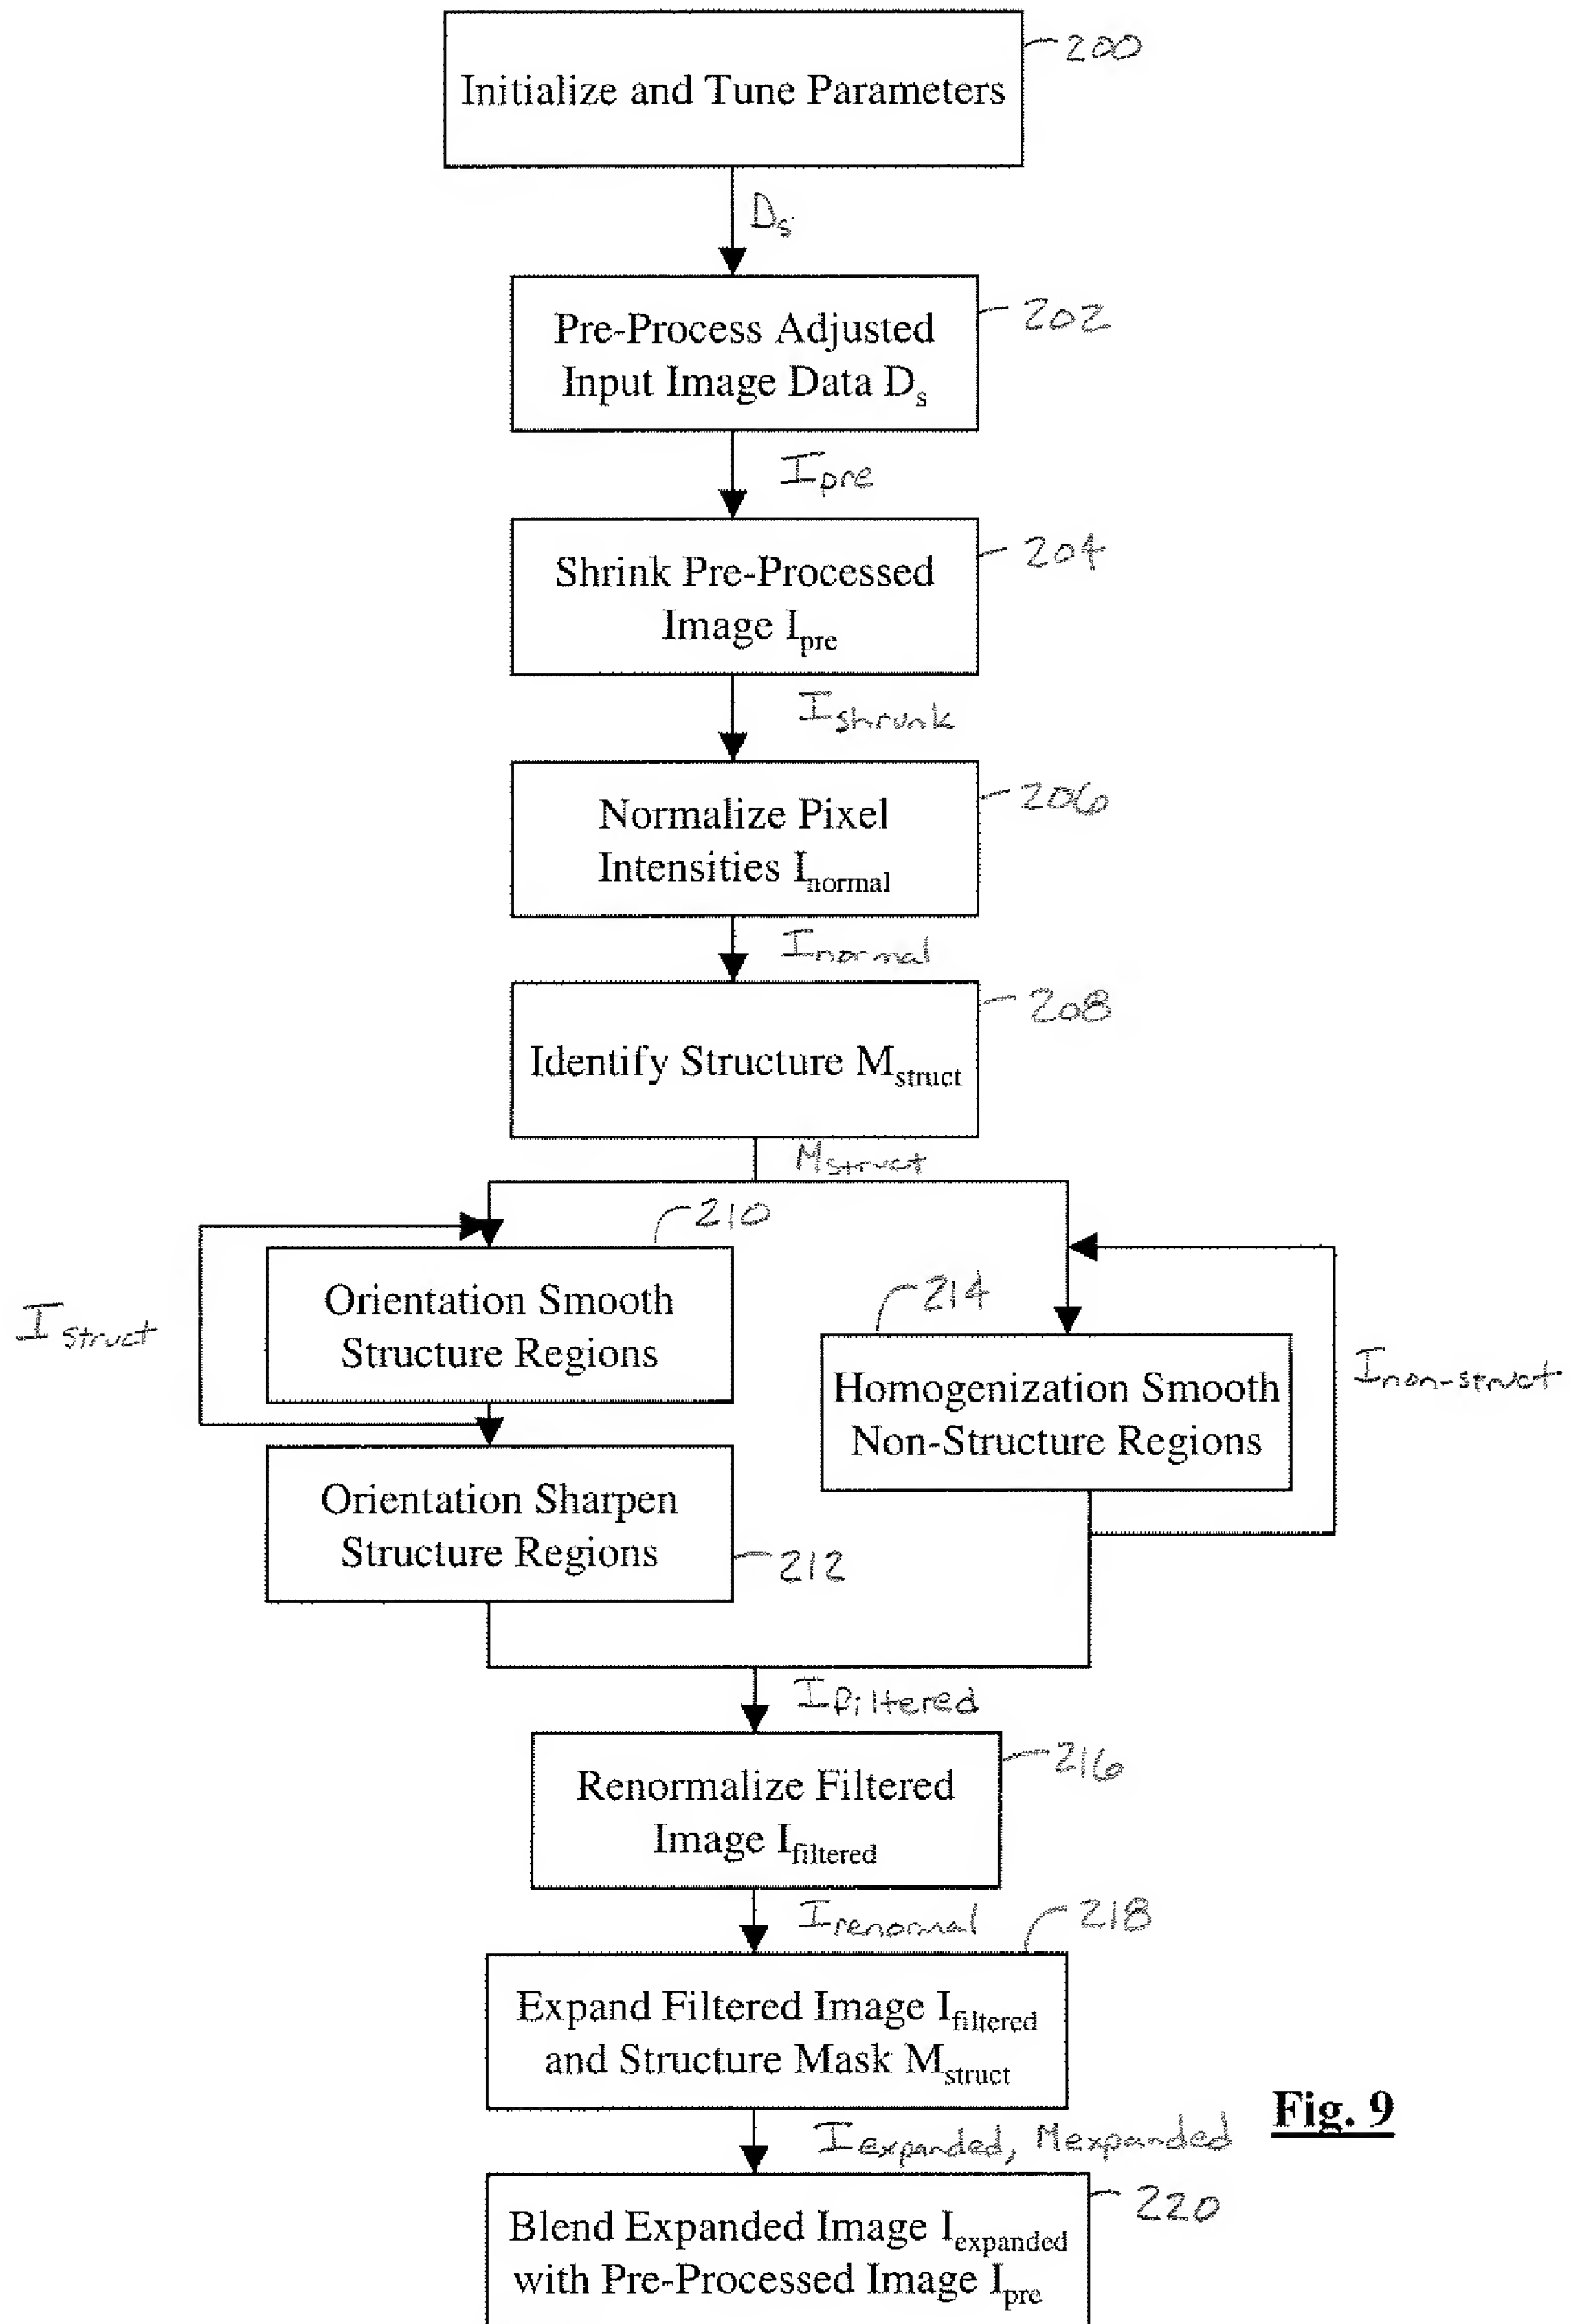 200
Initialize and Tune Parameters
Ds
202
Pre-Process Adjusted
Input Image Data Ds
Ipre
204
Shrink Pre-Processed
Image Ipre
Ishrunk
206
Normalize Pixel
Intensities Inormal
Inormal
208
Identify Structure Mstruct
Mstruct
210
Orientation Smooth
Structure Regions
Istruct
214
Homogenization Smooth
Non-Structure Regions
Inon-struct
Orientation Sharpen
Structure Regions
212
Ifiltered
216
Renormalize Filtered
Image Ifiltered
Irenormal
218
Expand Filtered Image Ifiltered
and Structure Mask Mstruct
Fig. 9
Iexpanded, Mexpanded
220
Blend Expanded Image Iexpanded
with Pre-Processed Image Ipre